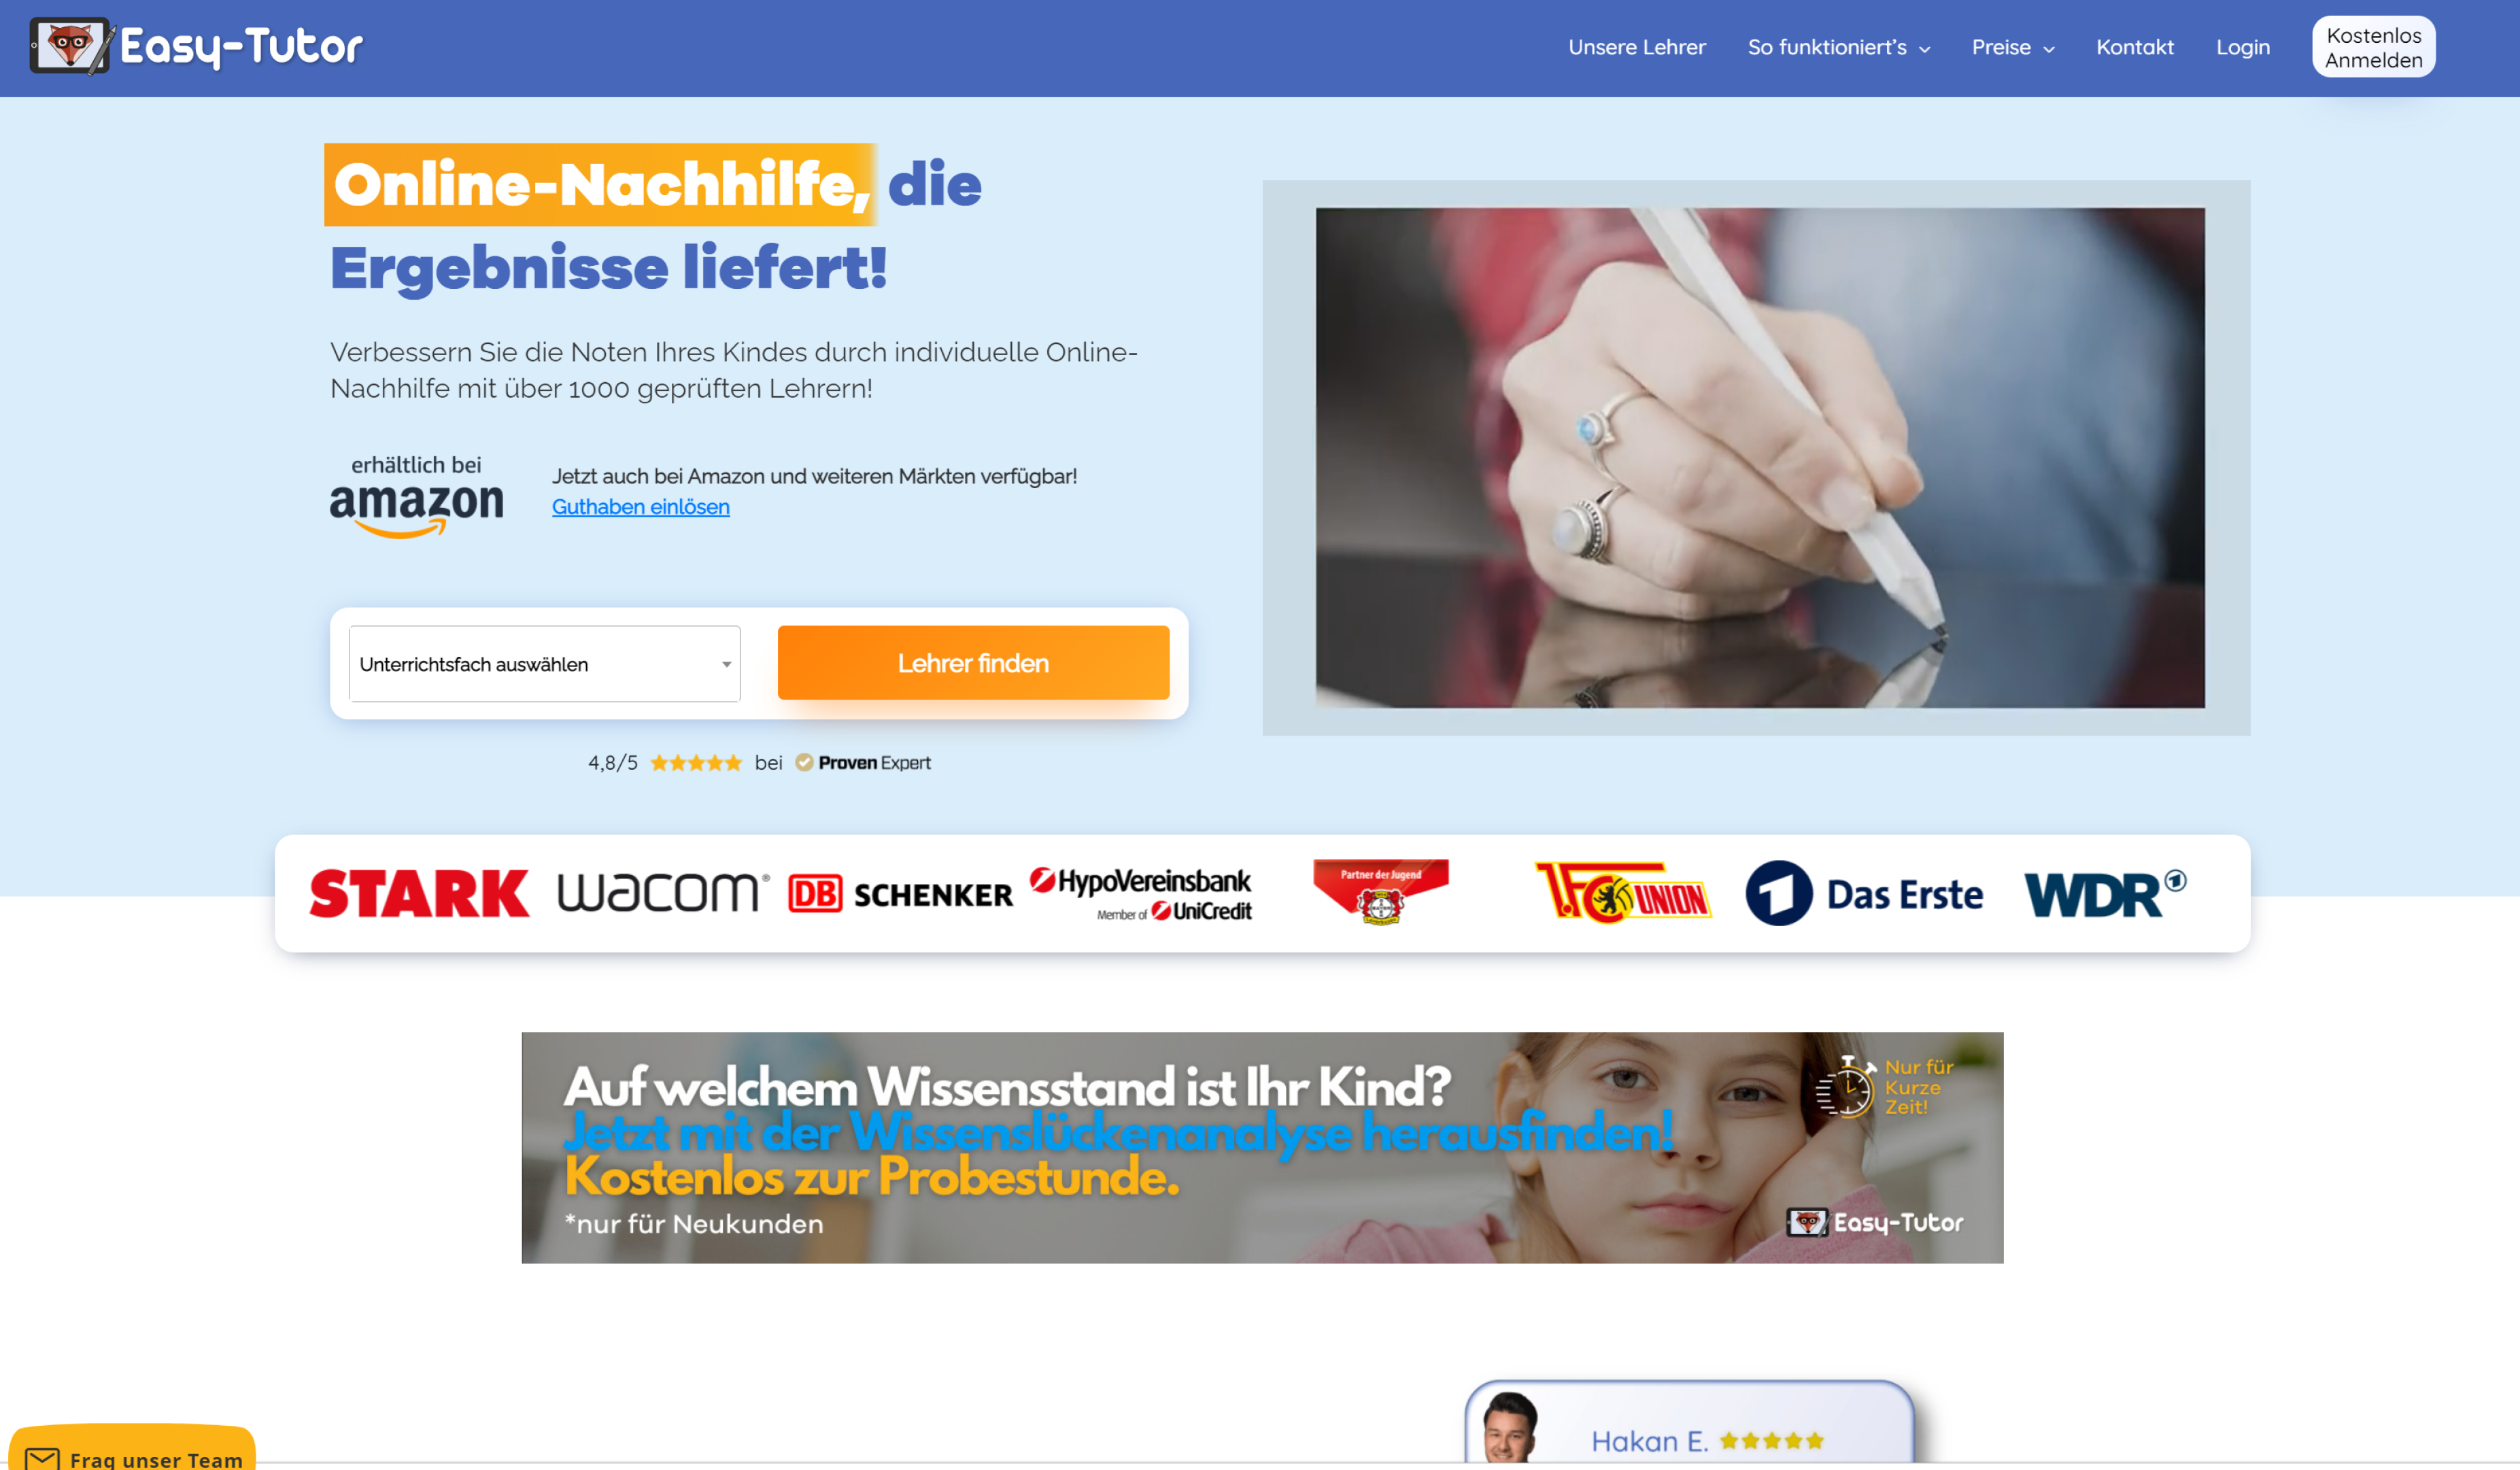 Easy-Tutor
Unsere Lehrer
So funktioniert's
Preise
Kontakt
Login
Kostenlos
Anmelden
Online-Nachhilfe, die
Ergebnisse liefert!
Verbessern Sie die Noten Ihres Kindes durch individuelle Online-
Nachhilfe mit über 1000 geprüften Lehrern!
erhältlich bei
amazon
Jetzt auch bei Amazon und weiteren Märkten verfügbar!
Guthaben einlösen
Unterrichtsfach auswählen
Lehrer finden
4,8/5 bei Proven Expert
STARK
wacom®
DB SCHENKER
HypoVereinsbank
Member of UniCredit
Partner der Jugend
1.FC UNION
1 Das Erste
WDR 1
Auf welchem Wissensstand ist Ihr Kind?
Jetzt mit der Wissenslückenanalyse herausfinden!
Kostenlos zur Probestunde.
*nur für Neukunden
Nur für
Kurze
Zeit!
Easy-Tutor
Hakan E.
Frag unser Team